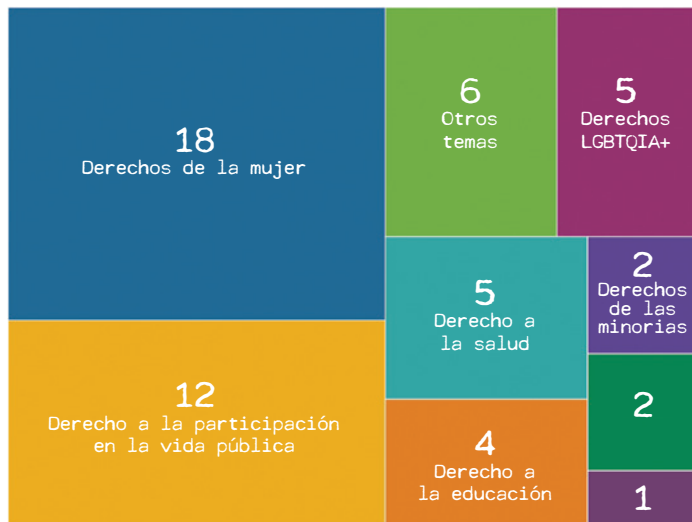 18
Derechos de la mujer
12
Derecho a la participación
en la vida pública
6
Otros
temas
5
Derechos
LGBTQIA+
5
Derecho a
la salud
4
Derecho a
la educación
2
Derechos
de las
minorias
2
1